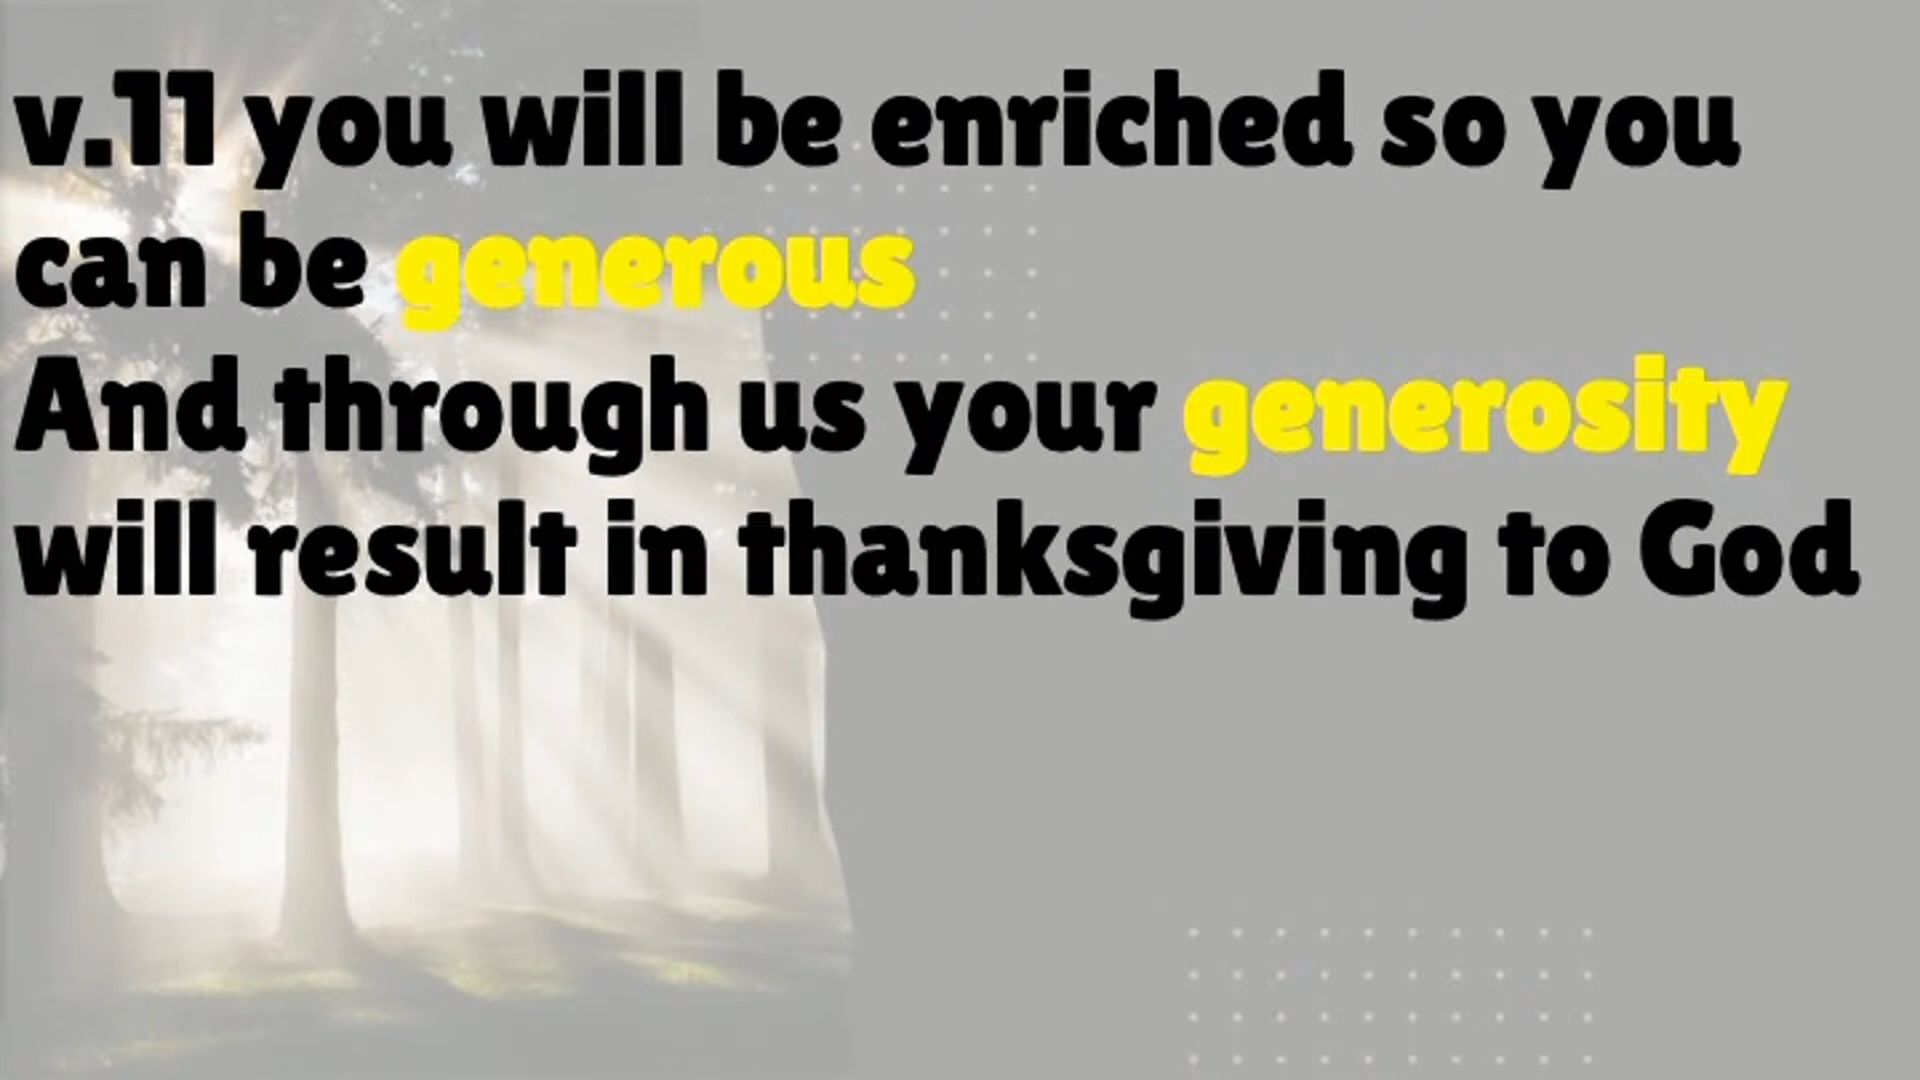 v.11 you will be enriched so you
can be generous
And through us your generosity
will result in thanksgiving to God